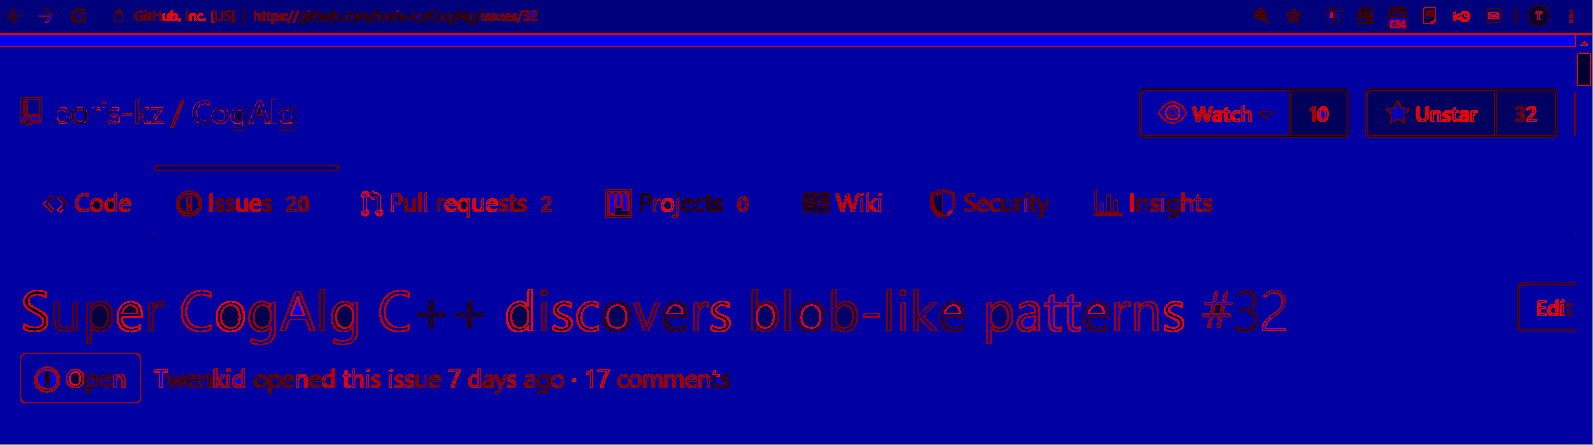 GitHub, Inc. [US] | https://github.com/boris-kz/CogAlg/issues/32
boris-kz / CogAlg
Watch 10
Unstar 32
Code
Issues 20
Pull requests 2
Projects 0
Wiki
Security
Insights
Super CogAlg C++ discovers blob-like patterns #32
Edi
Open Twenkid opened this issue 7 days ago · 17 comments